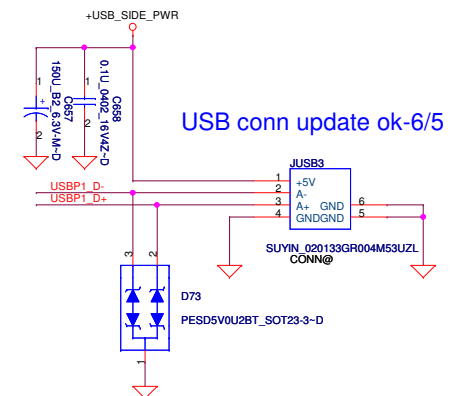 +USB_SIDE_PWR
1
1
150U_B2_6.3V-M~D
C657
0.1U_0402_16V4Z~D
C658
+
2
2
USB conn update ok-6/5
JUSB3
1
+5V
USBP1_D-
2
A-
USBP1_D+
3
A+ GND
6
4
GNDGND
5
SUYIN_020133GR004M53UZL
CONN@
3
2
D73
PESD5V0U2BT_SOT23-3~D
1